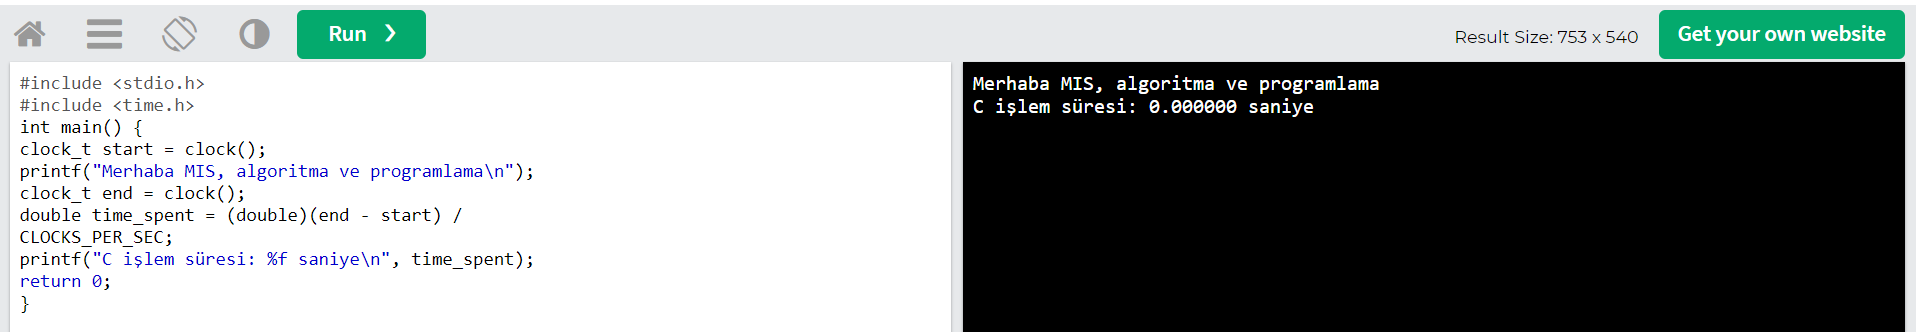 Run ❯
Result Size: 753 x 540
Get your own website
#include <stdio.h>
#include <time.h>
int main() {
clock_t start = clock();
printf("Merhaba MIS, algoritma ve programlama\n");
clock_t end = clock();
double time_spent = (double)(end - start) /
CLOCKS_PER_SEC;
printf("C işlem süresi: %f saniye\n", time_spent);
return 0;
}
Merhaba MIS, algoritma ve programlama
C işlem süresi: 0.000000 saniye